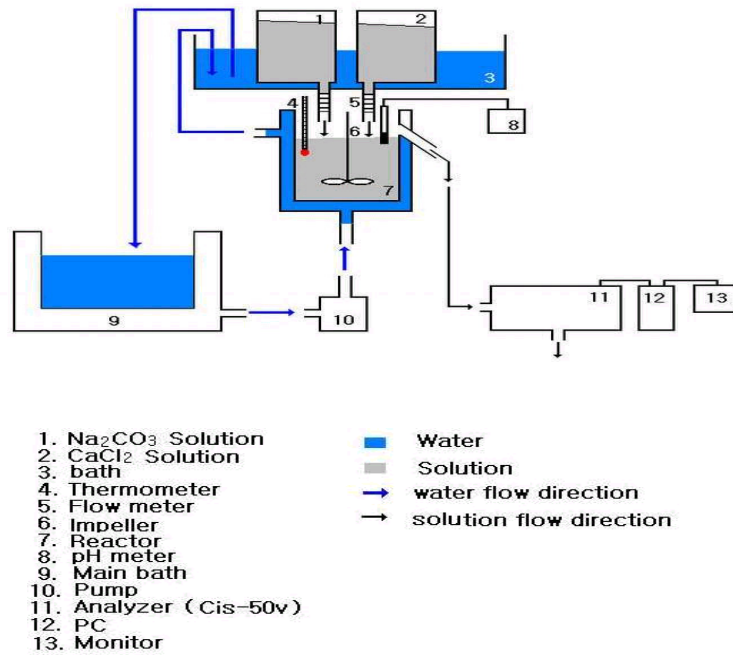 1
2
3
4
5
6
7
8
9
10
11
12
13
1. Na₂CO₃ Solution
2. CaCl₂ Solution
3. bath
4. Thermometer
5. Flow meter
6. Impeller
7. Reactor
8. pH meter
9. Main bath
10. Pump
11. Analyzer (Cis-50v)
12. PC
13. Monitor
Water
Solution
water flow direction
solution flow direction